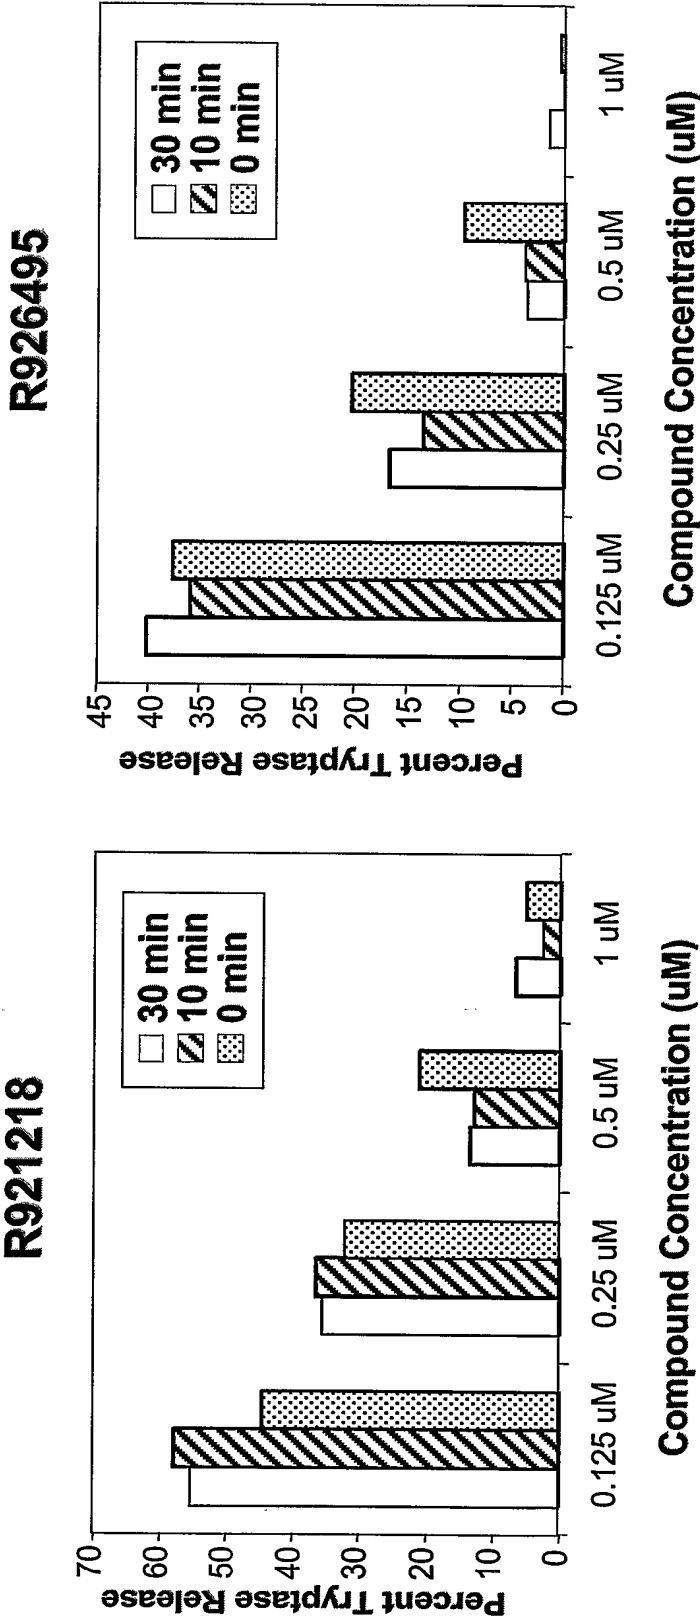 R921218
Percent Tryptase Release
70
60
50
40
30
20
10
0
30 min
10 min
0 min
0.125 uM
0.25 uM
0.5 uM
1 uM
Compound Concentration (uM)
R926495
Percent Tryptase Release
45
40
35
30
25
20
15
10
5
0
30 min
10 min
0 min
0.125 uM
0.25 uM
0.5 uM
1 uM
Compound Concentration (uM)